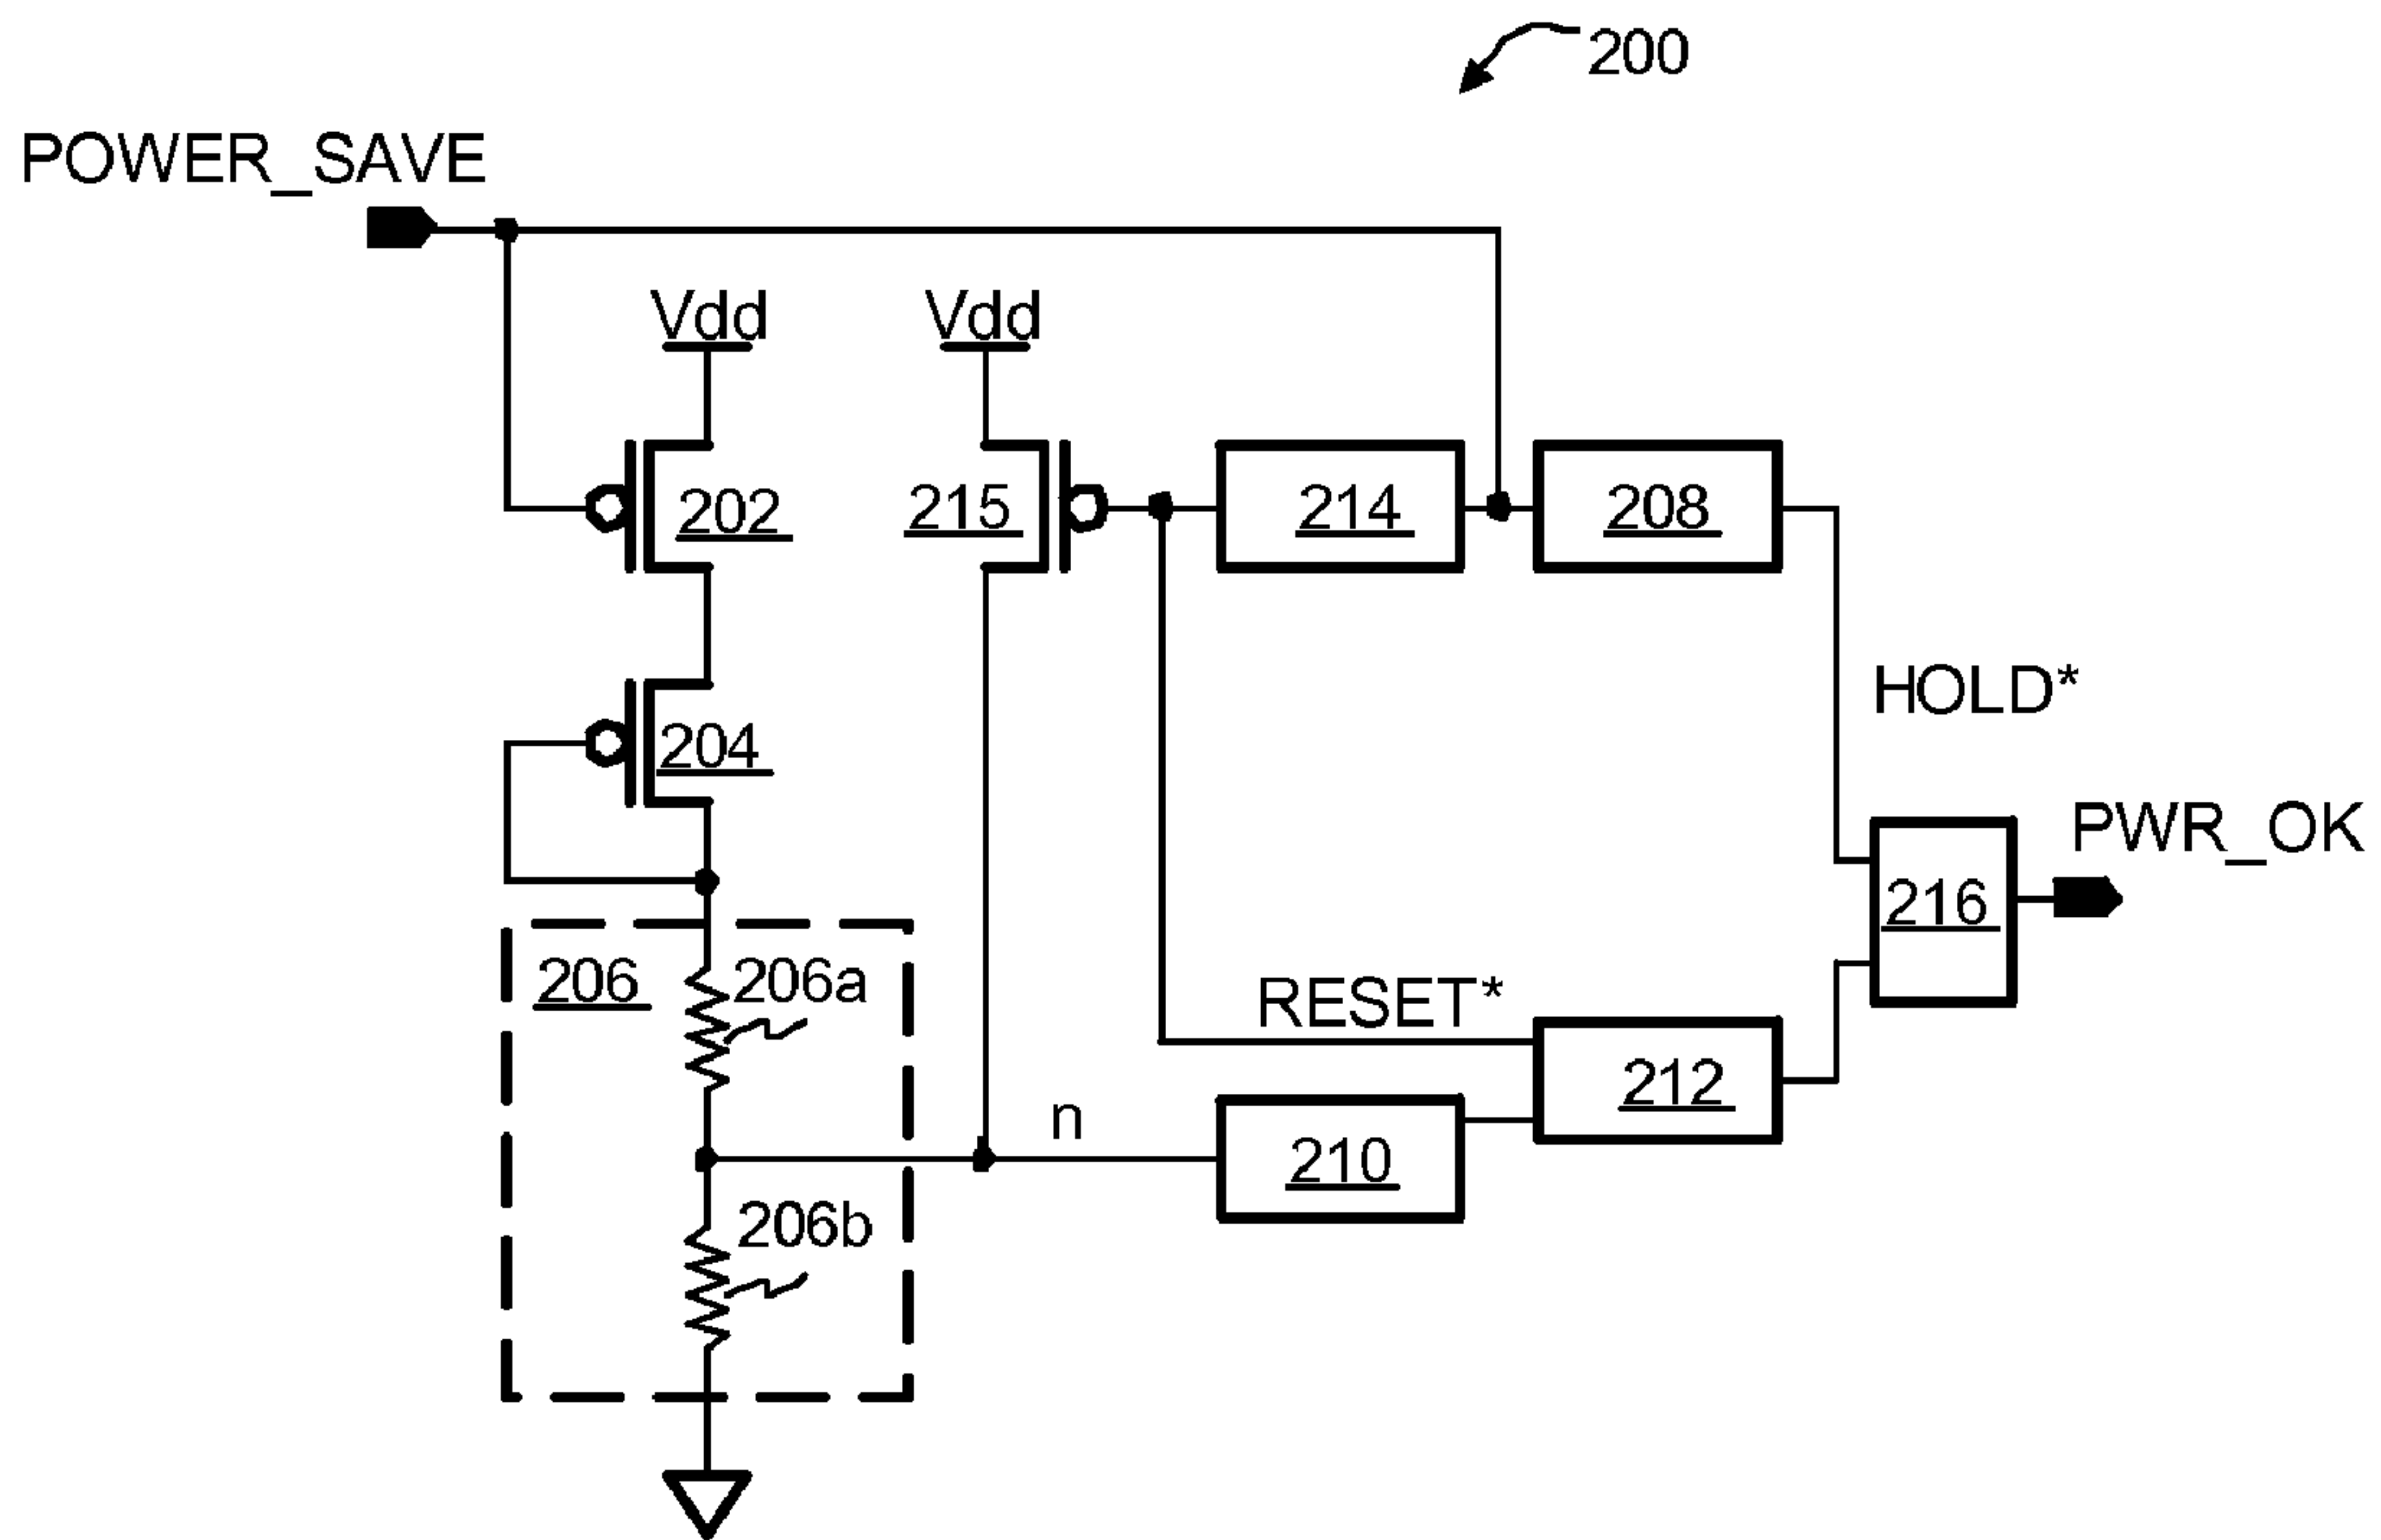 200
POWER_SAVE
Vdd
Vdd
202
215
214
208
HOLD*
204
PWR_OK
216
206
206a
RESET*
212
n
210
206b